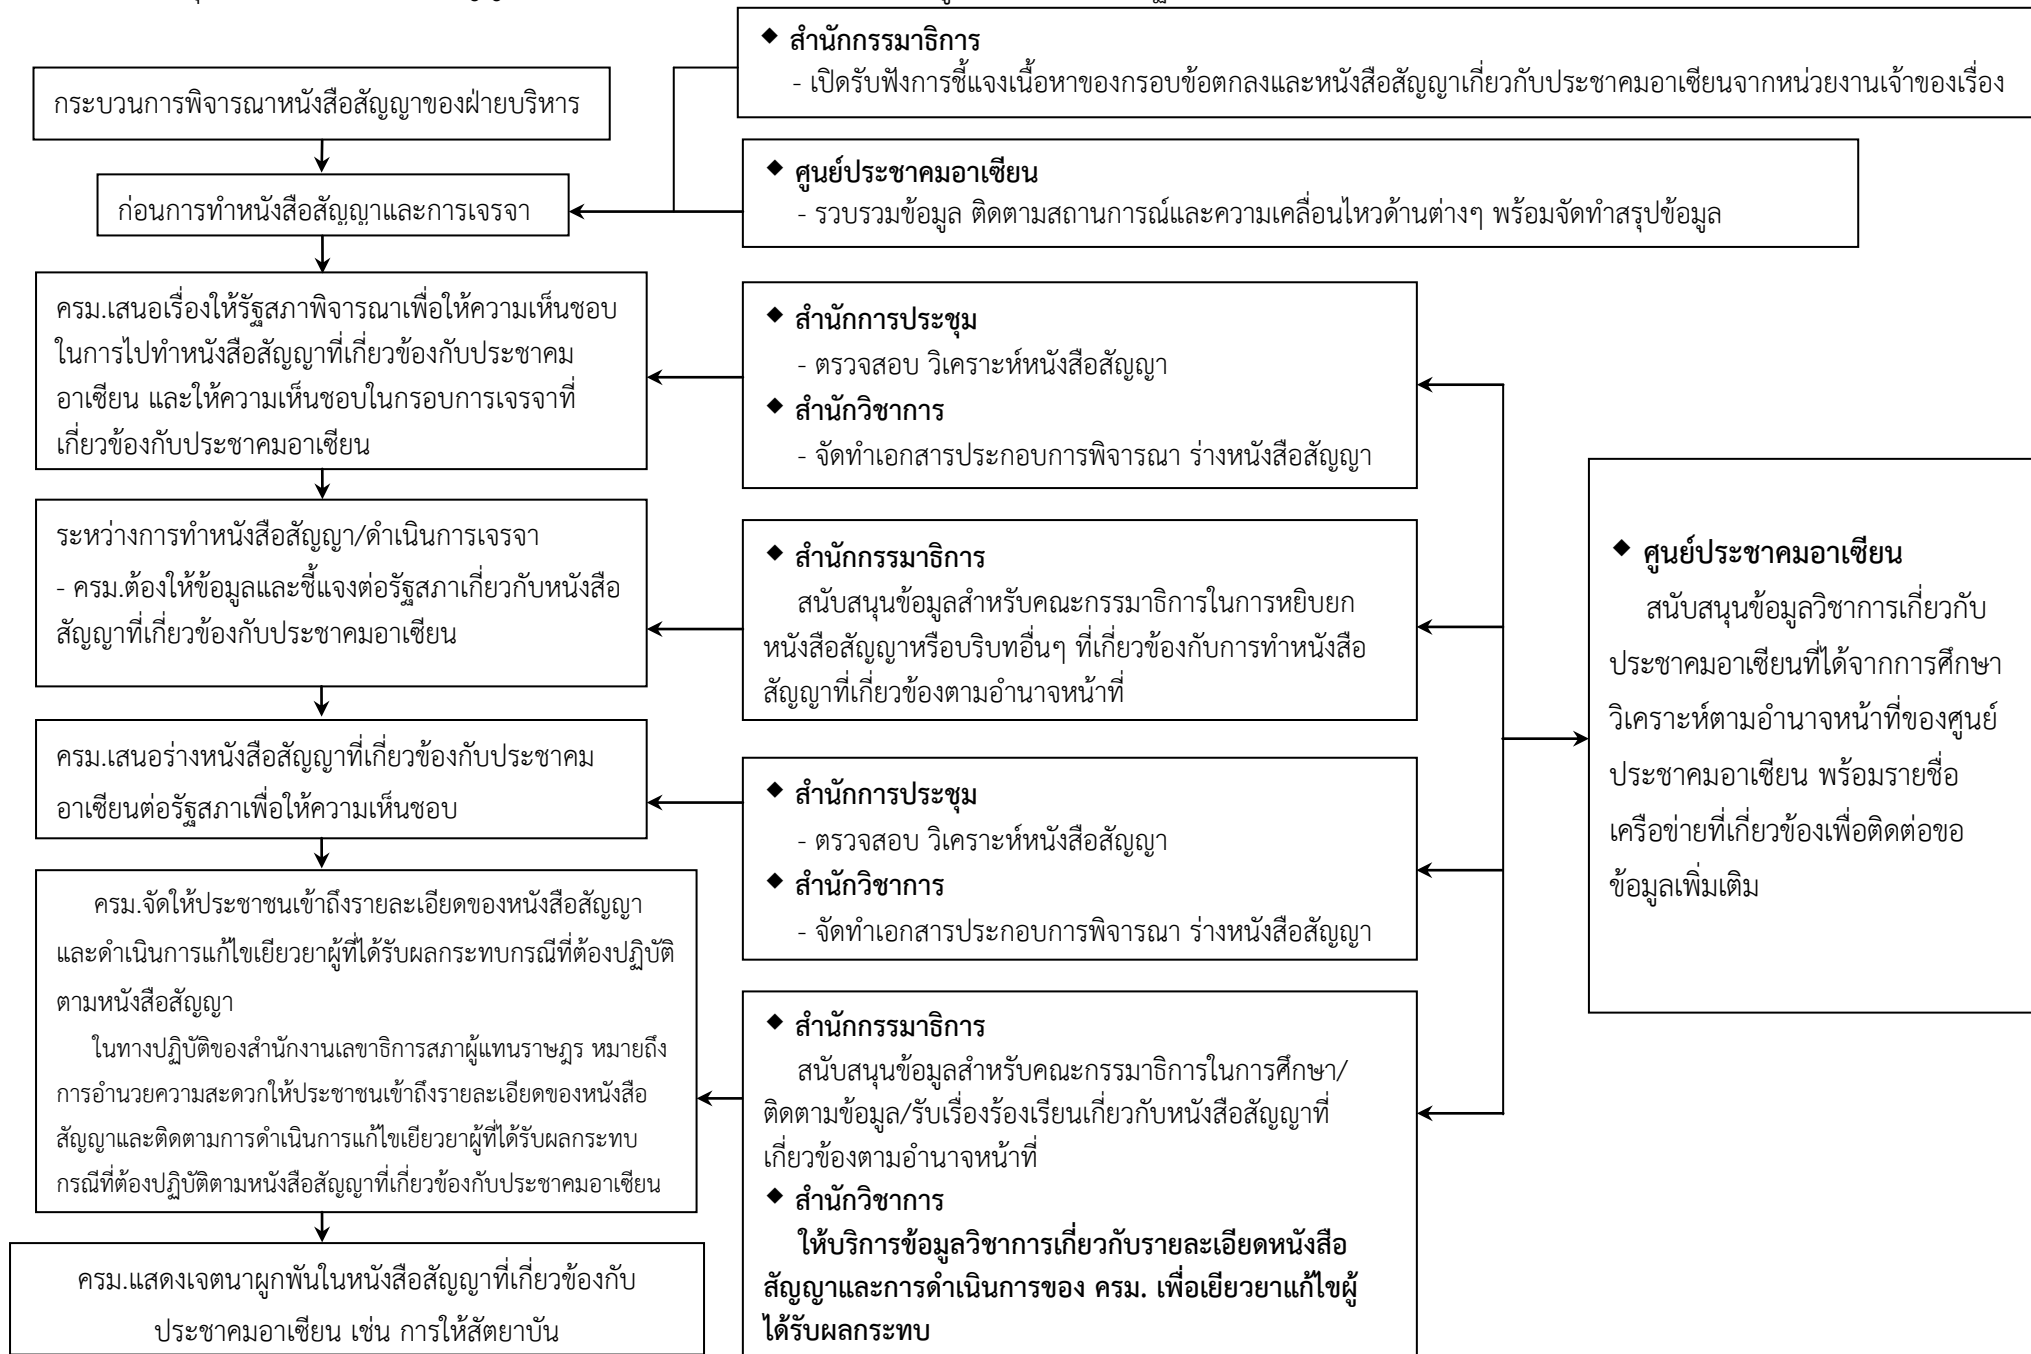 ◆ สำนักกรรมาธิการ
- เปิดรับฟังการชี้แจงเนื้อหาของกรอบข้อตกลงและหนังสือสัญญาเกี่ยวกับประชาคมอาเซียนจากหน่วยงานเจ้าของเรื่อง
กระบวนการพิจารณาหนังสือสัญญาของฝ่ายบริหาร
◆ ศูนย์ประชาคมอาเซียน
- รวบรวมข้อมูล ติดตามสถานการณ์และความเคลื่อนไหวด้านต่างๆ พร้อมจัดทำสรุปข้อมูล
ก่อนการทำหนังสือสัญญาและการเจรจา
ครม.เสนอเรื่องให้รัฐสภาพิจารณาเพื่อให้ความเห็นชอบ
ในการไปทำหนังสือสัญญาที่เกี่ยวข้องกับประชาคม
อาเซียน และให้ความเห็นชอบในกรอบการเจรจาที่
เกี่ยวข้องกับประชาคมอาเซียน
◆ สำนักการประชุม
- ตรวจสอบ วิเคราะห์หนังสือสัญญา
◆ สำนักวิชาการ
- จัดทำเอกสารประกอบการพิจารณา ร่างหนังสือสัญญา
ระหว่างการทำหนังสือสัญญา/ดำเนินการเจรจา
- ครม.ต้องให้ข้อมูลและชี้แจงต่อรัฐสภาเกี่ยวกับหนังสือ
สัญญาที่เกี่ยวข้องกับประชาคมอาเซียน
◆ สำนักกรรมาธิการ
สนับสนุนข้อมูลสำหรับคณะกรรมาธิการในการหยิบยก
หนังสือสัญญาหรือบริบทอื่นๆ ที่เกี่ยวข้องกับการทำหนังสือ
สัญญาที่เกี่ยวข้องตามอำนาจหน้าที่
ครม.เสนอร่างหนังสือสัญญาที่เกี่ยวข้องกับประชาคม
อาเซียนต่อรัฐสภาเพื่อให้ความเห็นชอบ
◆ สำนักการประชุม
- ตรวจสอบ วิเคราะห์หนังสือสัญญา
◆ สำนักวิชาการ
- จัดทำเอกสารประกอบการพิจารณา ร่างหนังสือสัญญา
ครม.จัดให้ประชาชนเข้าถึงรายละเอียดของหนังสือสัญญา
และดำเนินการแก้ไขเยียวยาผู้ที่ได้รับผลกระทบกรณีที่ต้องปฏิบัติ
ตามหนังสือสัญญา
ในทางปฏิบัติของสำนักงานเลขาธิการสภาผู้แทนราษฎร หมายถึง
การอำนวยความสะดวกให้ประชาชนเข้าถึงรายละเอียดของหนังสือ
สัญญาและติดตามการดำเนินการแก้ไขเยียวยาผู้ที่ได้รับผลกระทบ
กรณีที่ต้องปฏิบัติตามหนังสือสัญญาที่เกี่ยวข้องกับประชาคมอาเซียน
◆ สำนักกรรมาธิการ
สนับสนุนข้อมูลสำหรับคณะกรรมาธิการในการศึกษา/
ติดตามข้อมูล/รับเรื่องร้องเรียนเกี่ยวกับหนังสือสัญญาที่
เกี่ยวข้องตามอำนาจหน้าที่
◆ สำนักวิชาการ
ให้บริการข้อมูลวิชาการเกี่ยวกับรายละเอียดหนังสือ
สัญญาและการดำเนินการของ ครม. เพื่อเยียวยาแก้ไขผู้
ได้รับผลกระทบ
ครม.แสดงเจตนาผูกพันในหนังสือสัญญาที่เกี่ยวข้องกับ
ประชาคมอาเซียน เช่น การให้สัตยาบัน
◆ ศูนย์ประชาคมอาเซียน
สนับสนุนข้อมูลวิชาการเกี่ยวกับ
ประชาคมอาเซียนที่ได้จากการศึกษา
วิเคราะห์ตามอำนาจหน้าที่ของศูนย์
ประชาคมอาเซียน พร้อมรายชื่อ
เครือข่ายที่เกี่ยวข้องเพื่อติดต่อขอ
ข้อมูลเพิ่มเติม